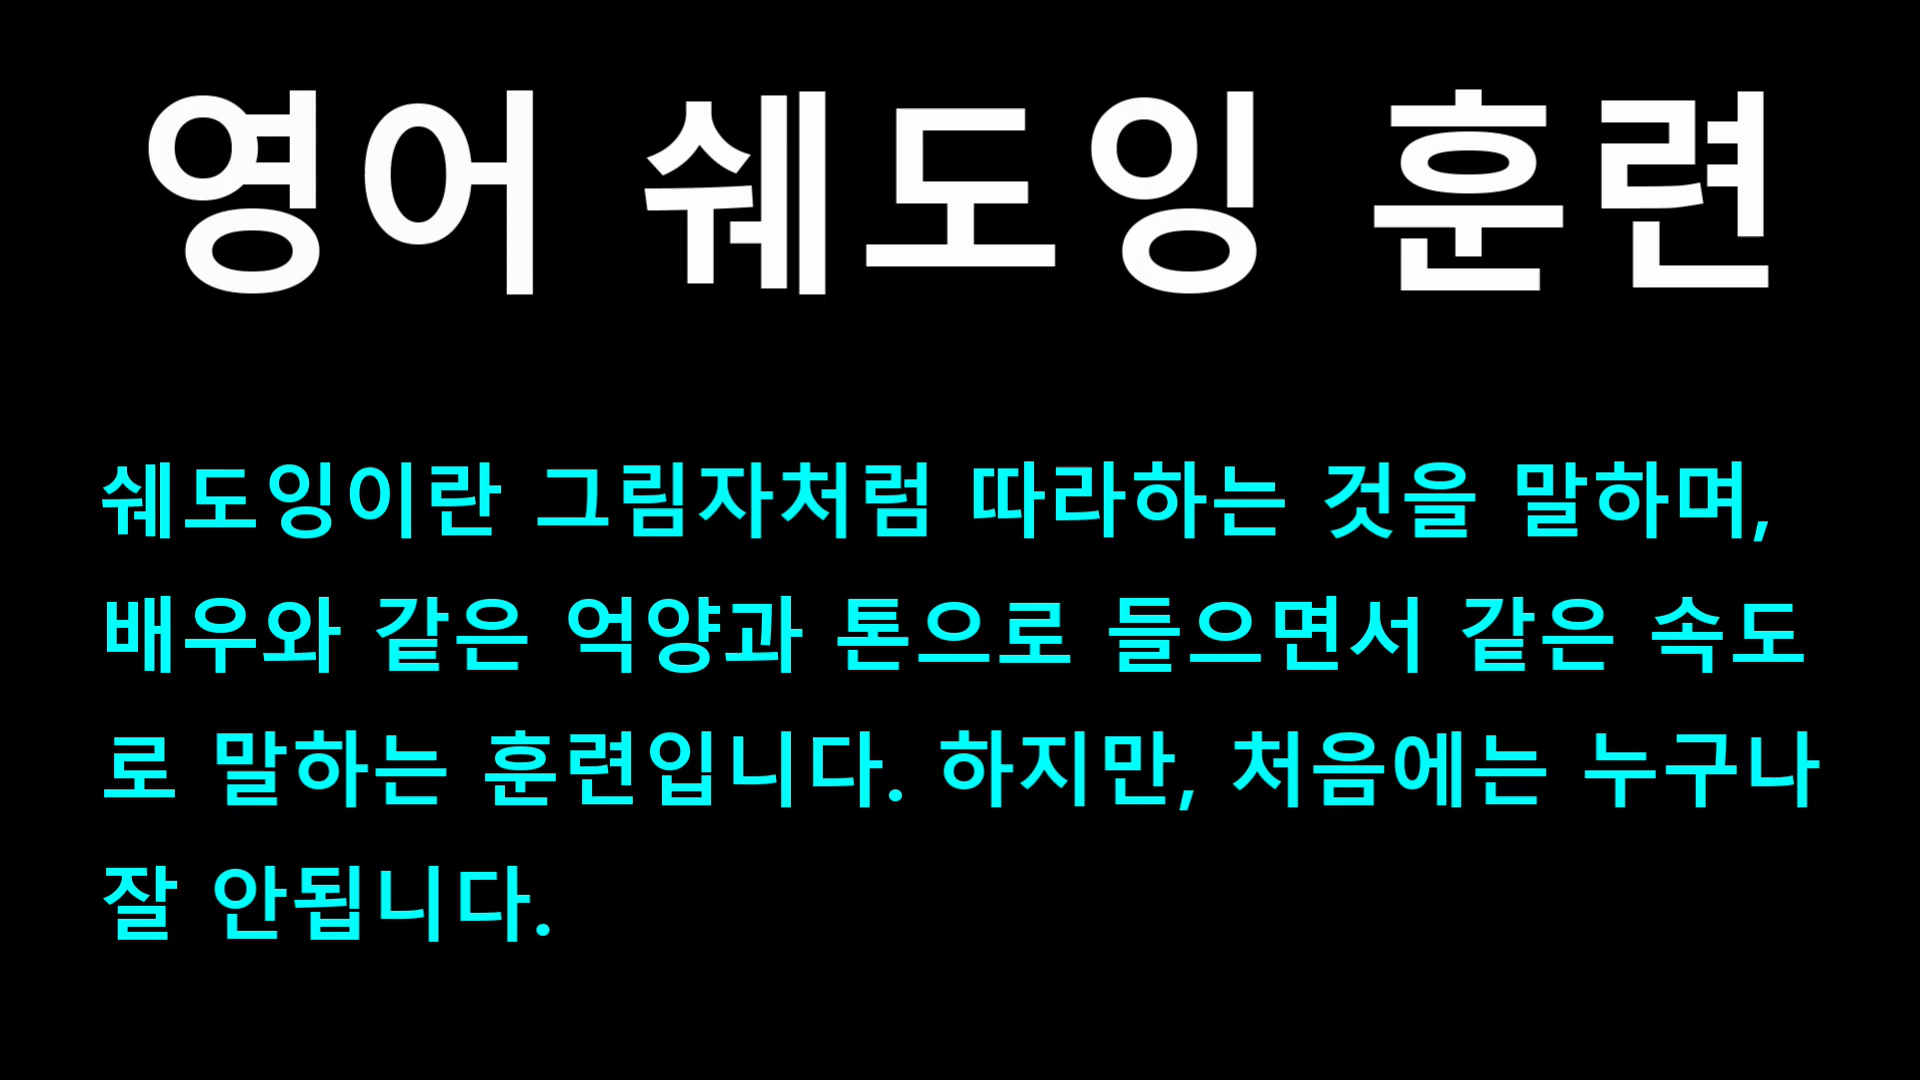 영어 쉐도잉 훈련
쉐도잉이란 그림자처럼 따라하는 것을 말하며,
배우와 같은 억양과 톤으로 들으면서 같은 속도
로 말하는 훈련입니다. 하지만, 처음에는 누구나
잘 안됩니다.